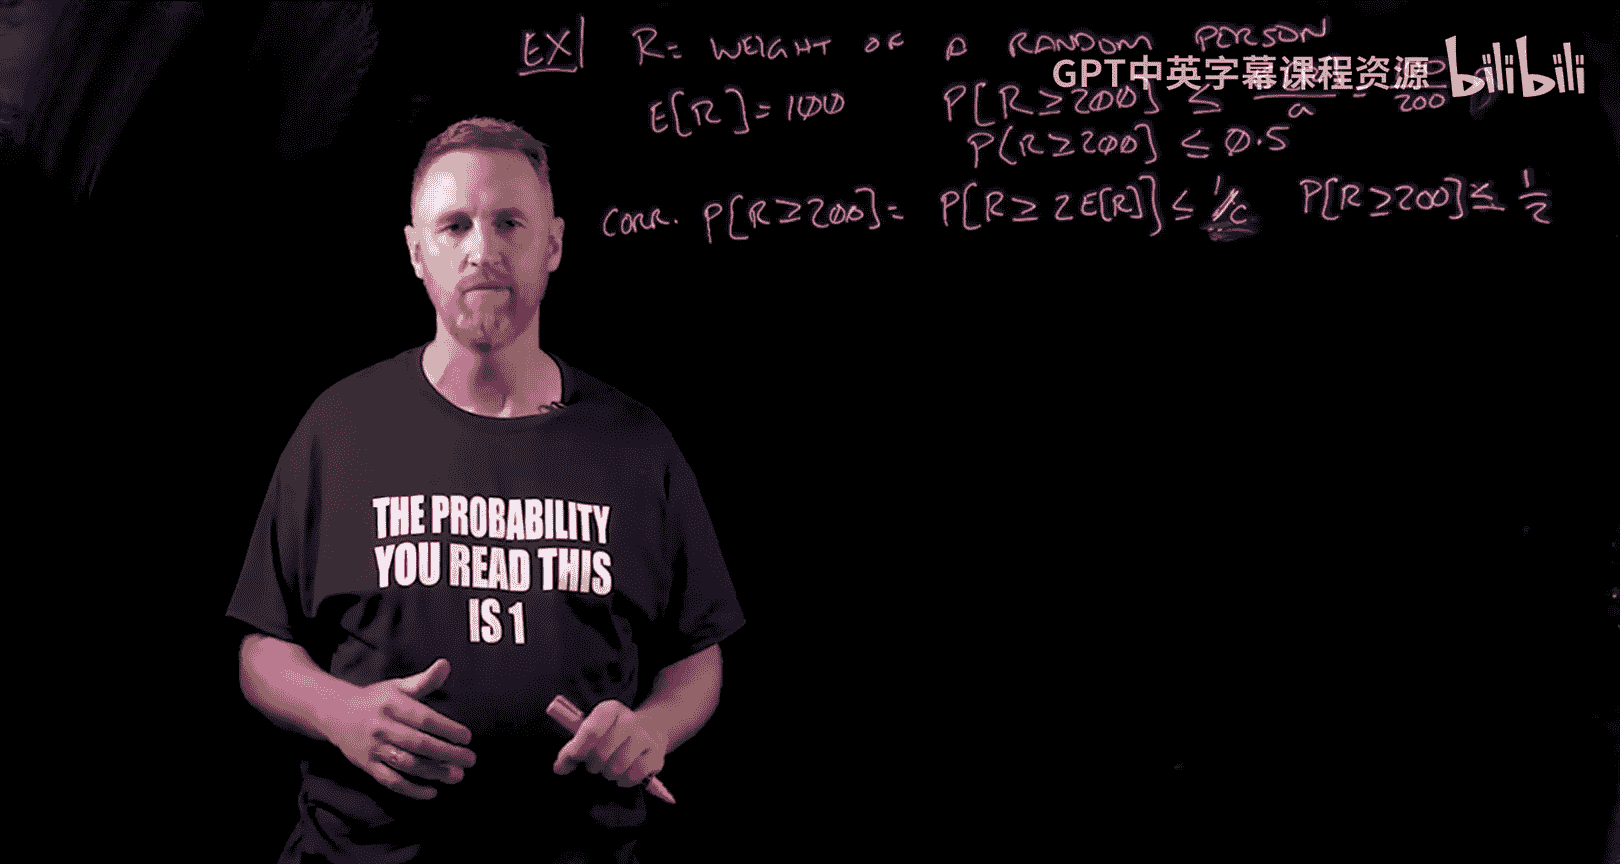 EX| R = WEIGHT OF A RANDOM PERSON
GPT中英字幕课程资源 bilibili
E[R] = 100 P[R ≥ 200] ≤ /a = /200
P(R ≥ 200] ≤ 0.5
CORR. P[R ≥ 200] = P[R ≥ 2E[R]] ≤ 1/c P[R ≥ 200] ≤ 1/2
THE PROBABILITY
YOU READ THIS
IS 1